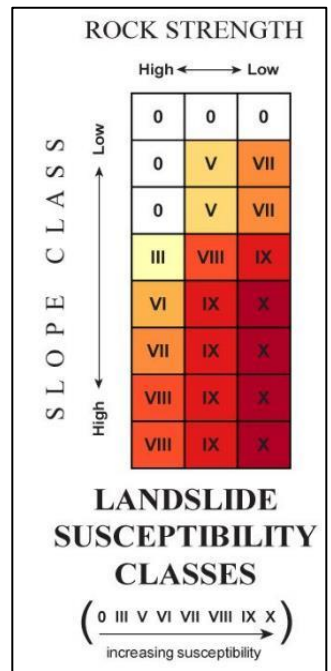 ROCK STRENGTH
High Low
SLOPE CLASS
Low
High
0 0 0
0 V VII
0 V VII
III VIII IX
VI IX X
VII IX X
VIII IX X
VIII IX X
LANDSLIDE
SUSCEPTIBILITY
CLASSES
(0 III V VI VII VIII IX X)
increasing susceptibility